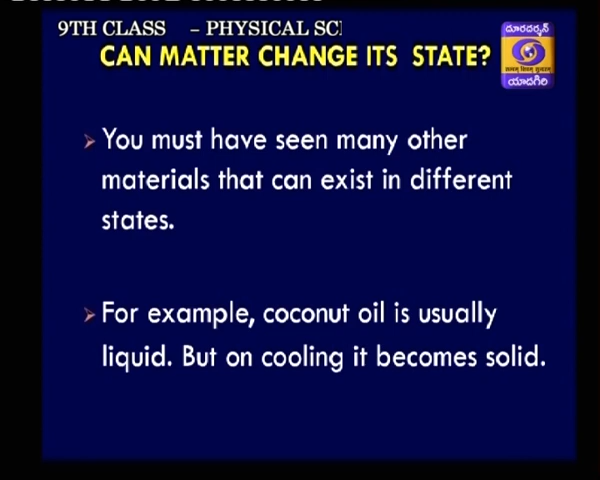 9TH CLASS – PHYSICAL SC
CAN MATTER CHANGE ITS STATE?
దూరదర్శన్
యాదగిరి
➢ You must have seen many other
materials that can exist in different
states.
➢ For example, coconut oil is usually
liquid. But on cooling it becomes solid.